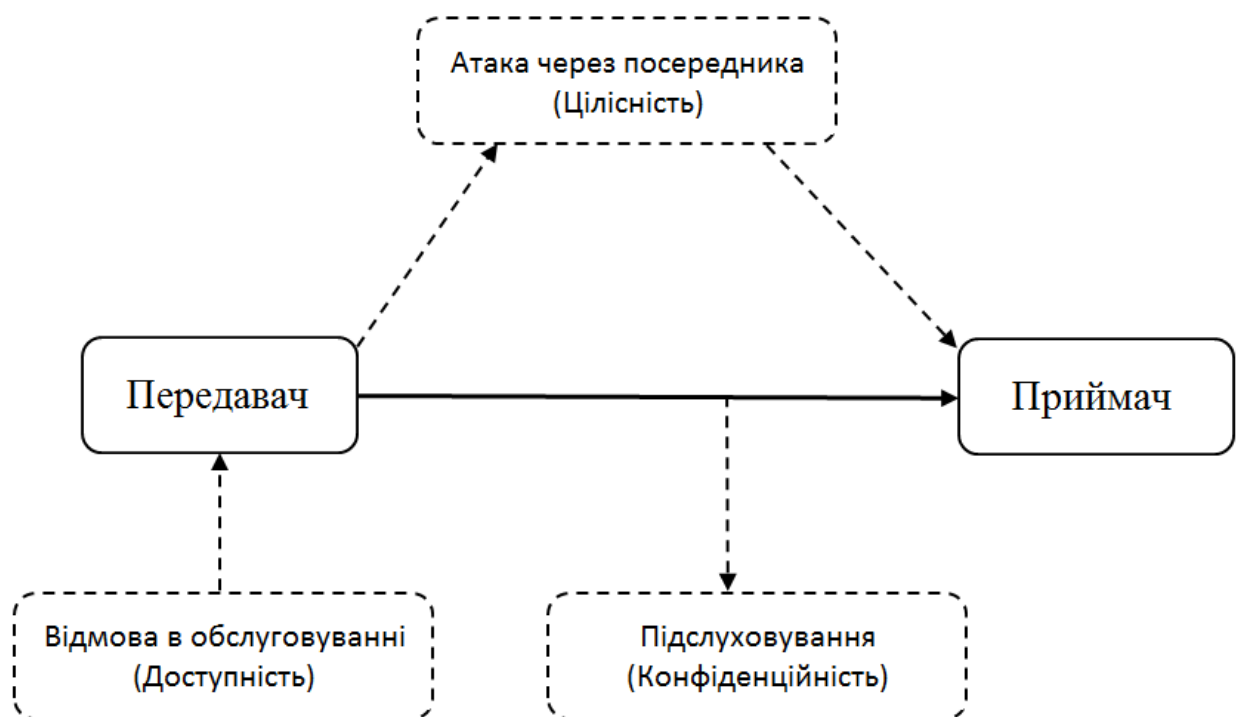 Атака через посередника
(Цілісність)
Передавач
Приймач
Відмова в обслуговуванні
(Доступність)
Підслуховування
(Конфіденційність)